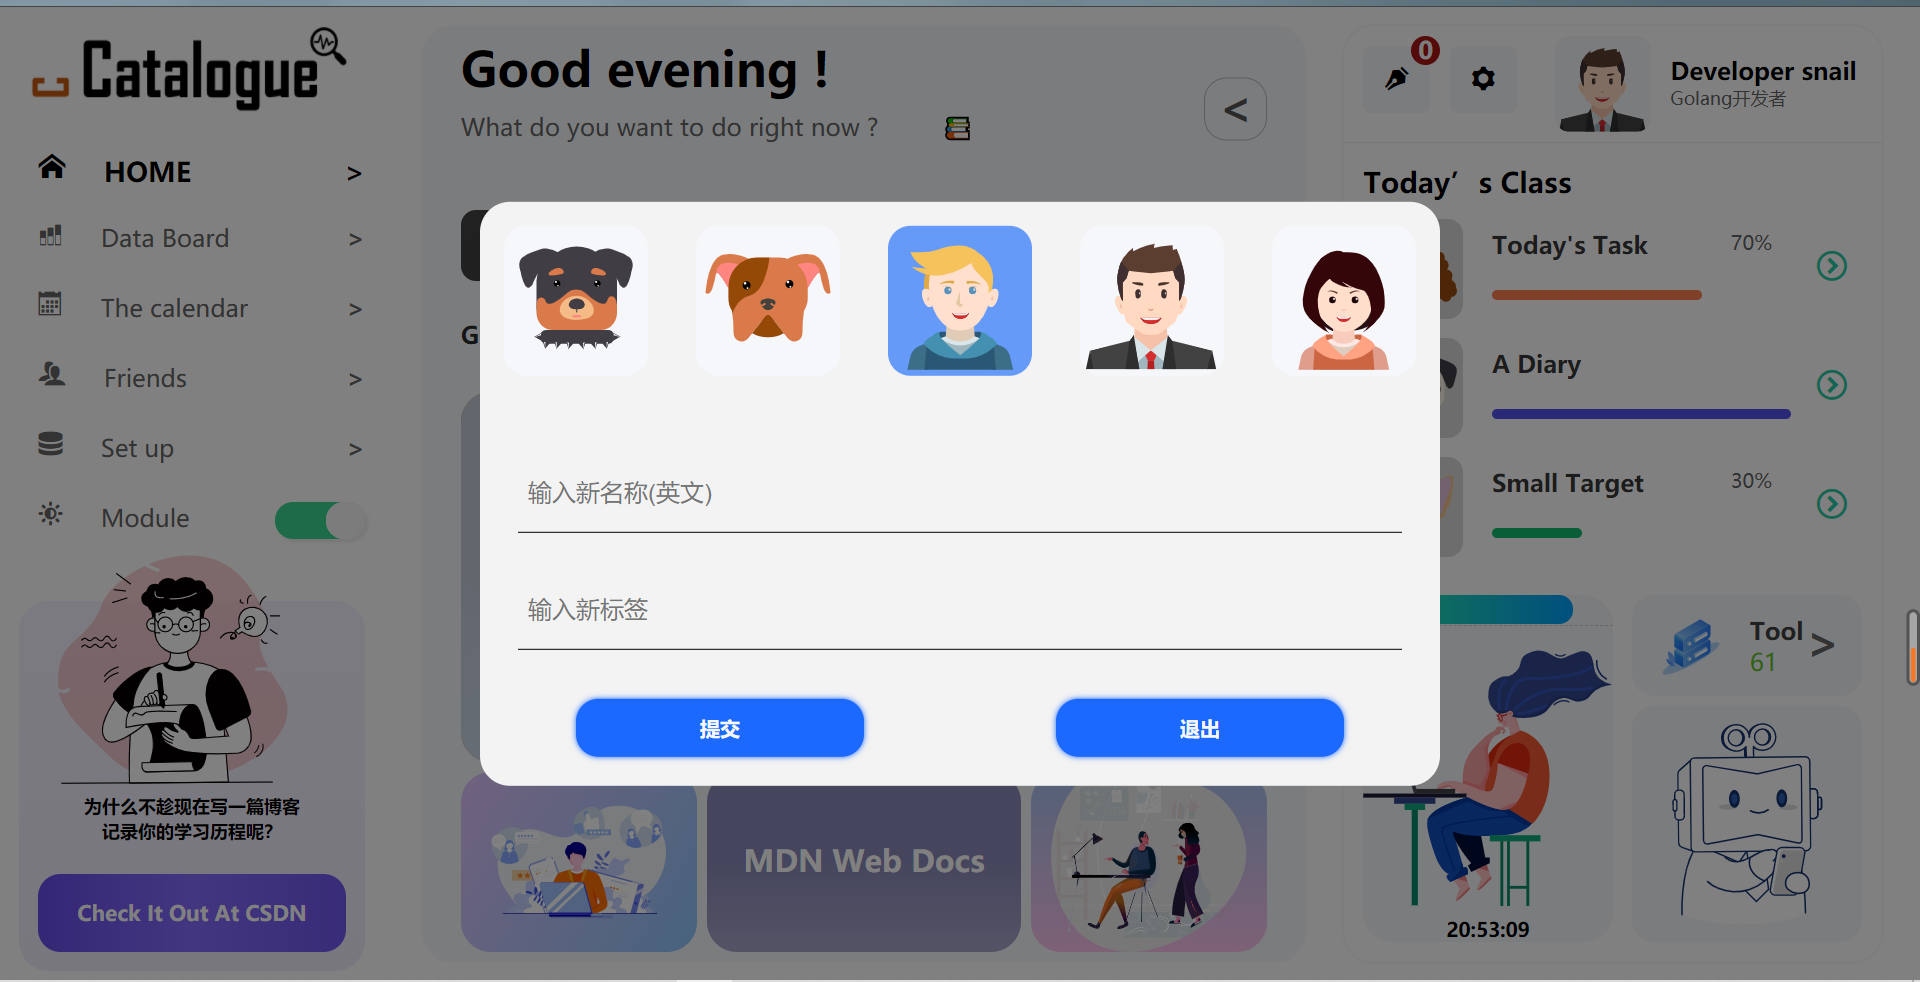 Catalogue
HOME >
Data Board >
The calendar >
Friends >
Set up >
Module
为什么不趁现在写一篇博客
记录你的学习历程呢?
Check It Out At CSDN
Good evening !
What do you want to do right now ?
<
G
输入新名称(英文)
输入新标签
提交
退出
MDN Web Docs
0
Developer snail
Golang开发者
Today’s Class
Today's Task 70%
A Diary
Small Target 30%
Tool >
61
20:53:09